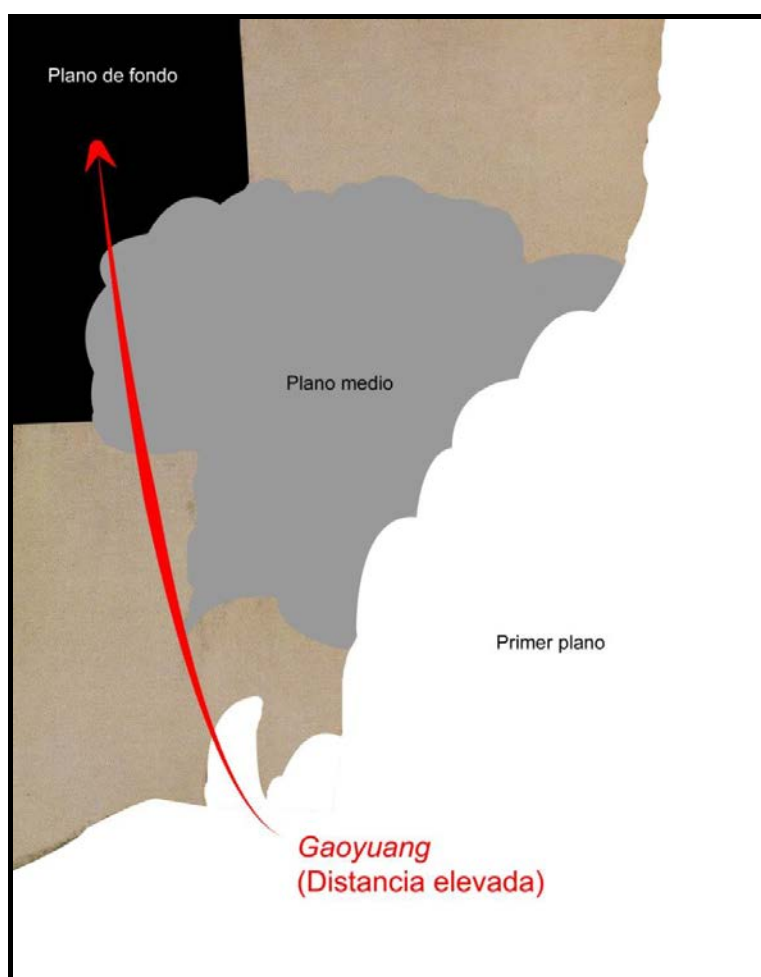 Plano de fondo
Plano medio
Primer plano
Gaoyuang
(Distancia elevada)